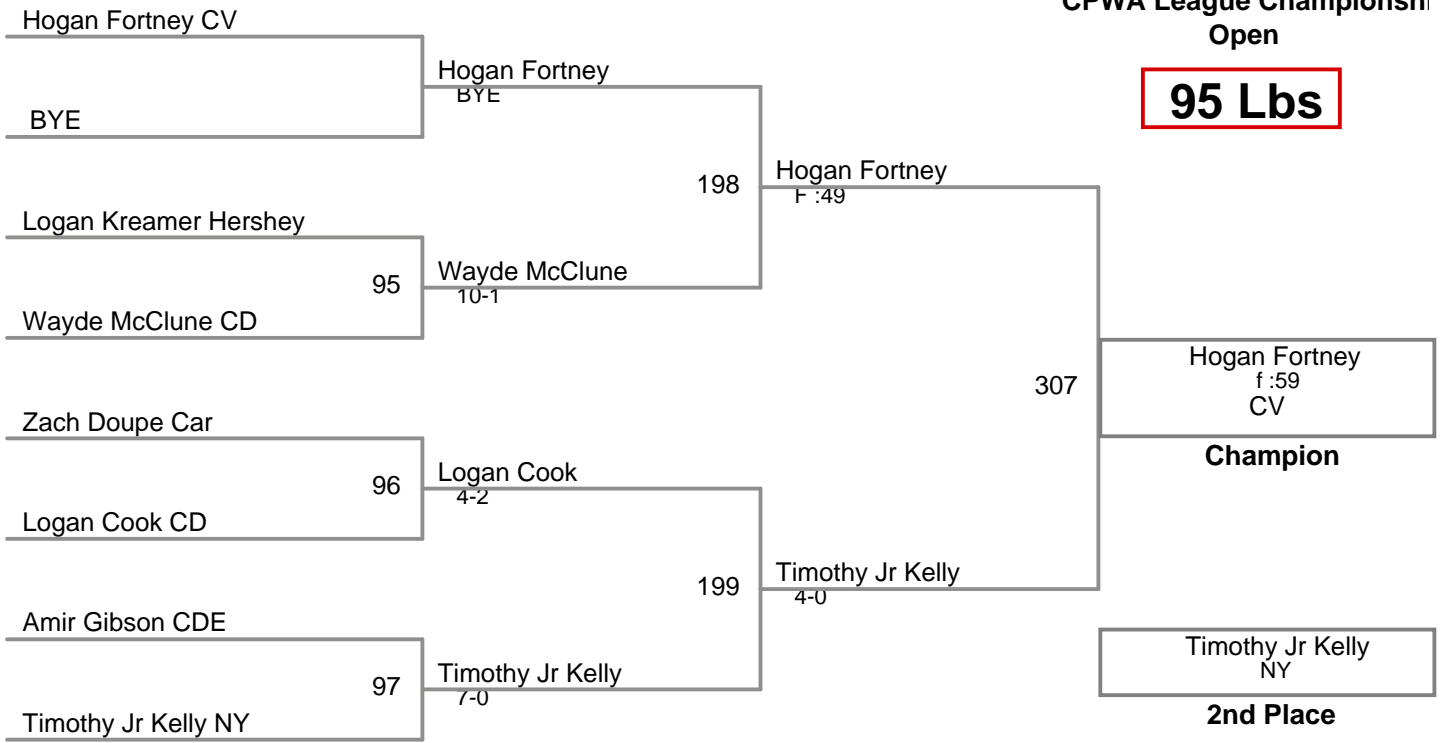 CPWA League Championshi
Open
95 Lbs
Hogan Fortney CV
BYE
Hogan Fortney
BYE
Logan Kreamer Hershey
Wayde McClune CD
95
Wayde McClune
10-1
198
Hogan Fortney
F :49
Zach Doupe Car
Logan Cook CD
96
Logan Cook
4-2
Amir Gibson CDE
Timothy Jr Kelly NY
97
Timothy Jr Kelly
7-0
199
Timothy Jr Kelly
4-0
307
Hogan Fortney
f :59
CV
Champion
Timothy Jr Kelly
NY
2nd Place